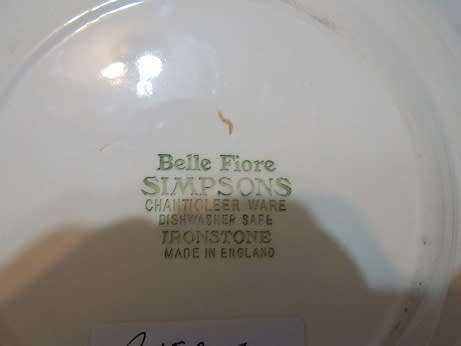 Belle Fiore
SIMPSONS
CHANTICLEER WARE
DISHWASHER SAFE
IRONSTONE
MADE IN ENGLAND